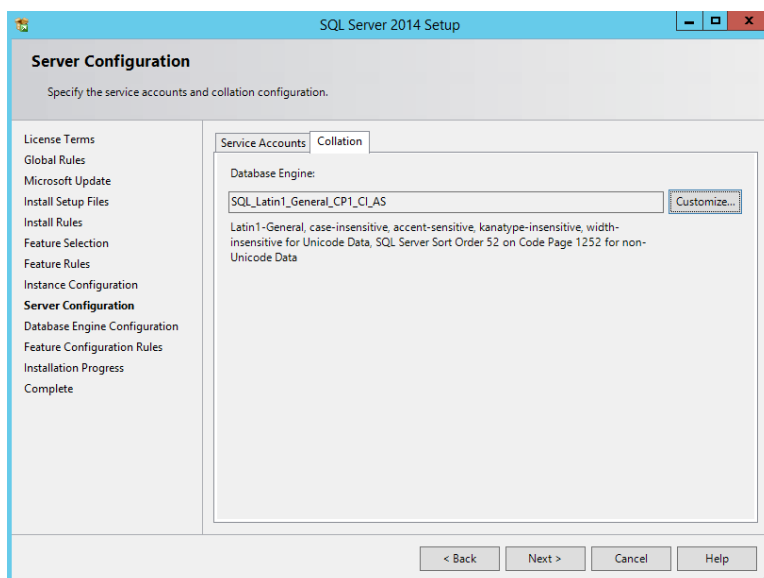 SQL Server 2014 Setup
Server Configuration
Specify the service accounts and collation configuration.
License Terms
Global Rules
Microsoft Update
Install Setup Files
Install Rules
Feature Selection
Feature Rules
Instance Configuration
Server Configuration
Database Engine Configuration
Feature Configuration Rules
Installation Progress
Complete
Service Accounts Collation
Database Engine:
SQL_Latin1_General_CP1_CI_AS Customize...
Latin1-General, case-insensitive, accent-sensitive, kanatype-insensitive, width-
insensitive for Unicode Data, SQL Server Sort Order 52 on Code Page 1252 for non-
Unicode Data
< Back Next > Cancel Help